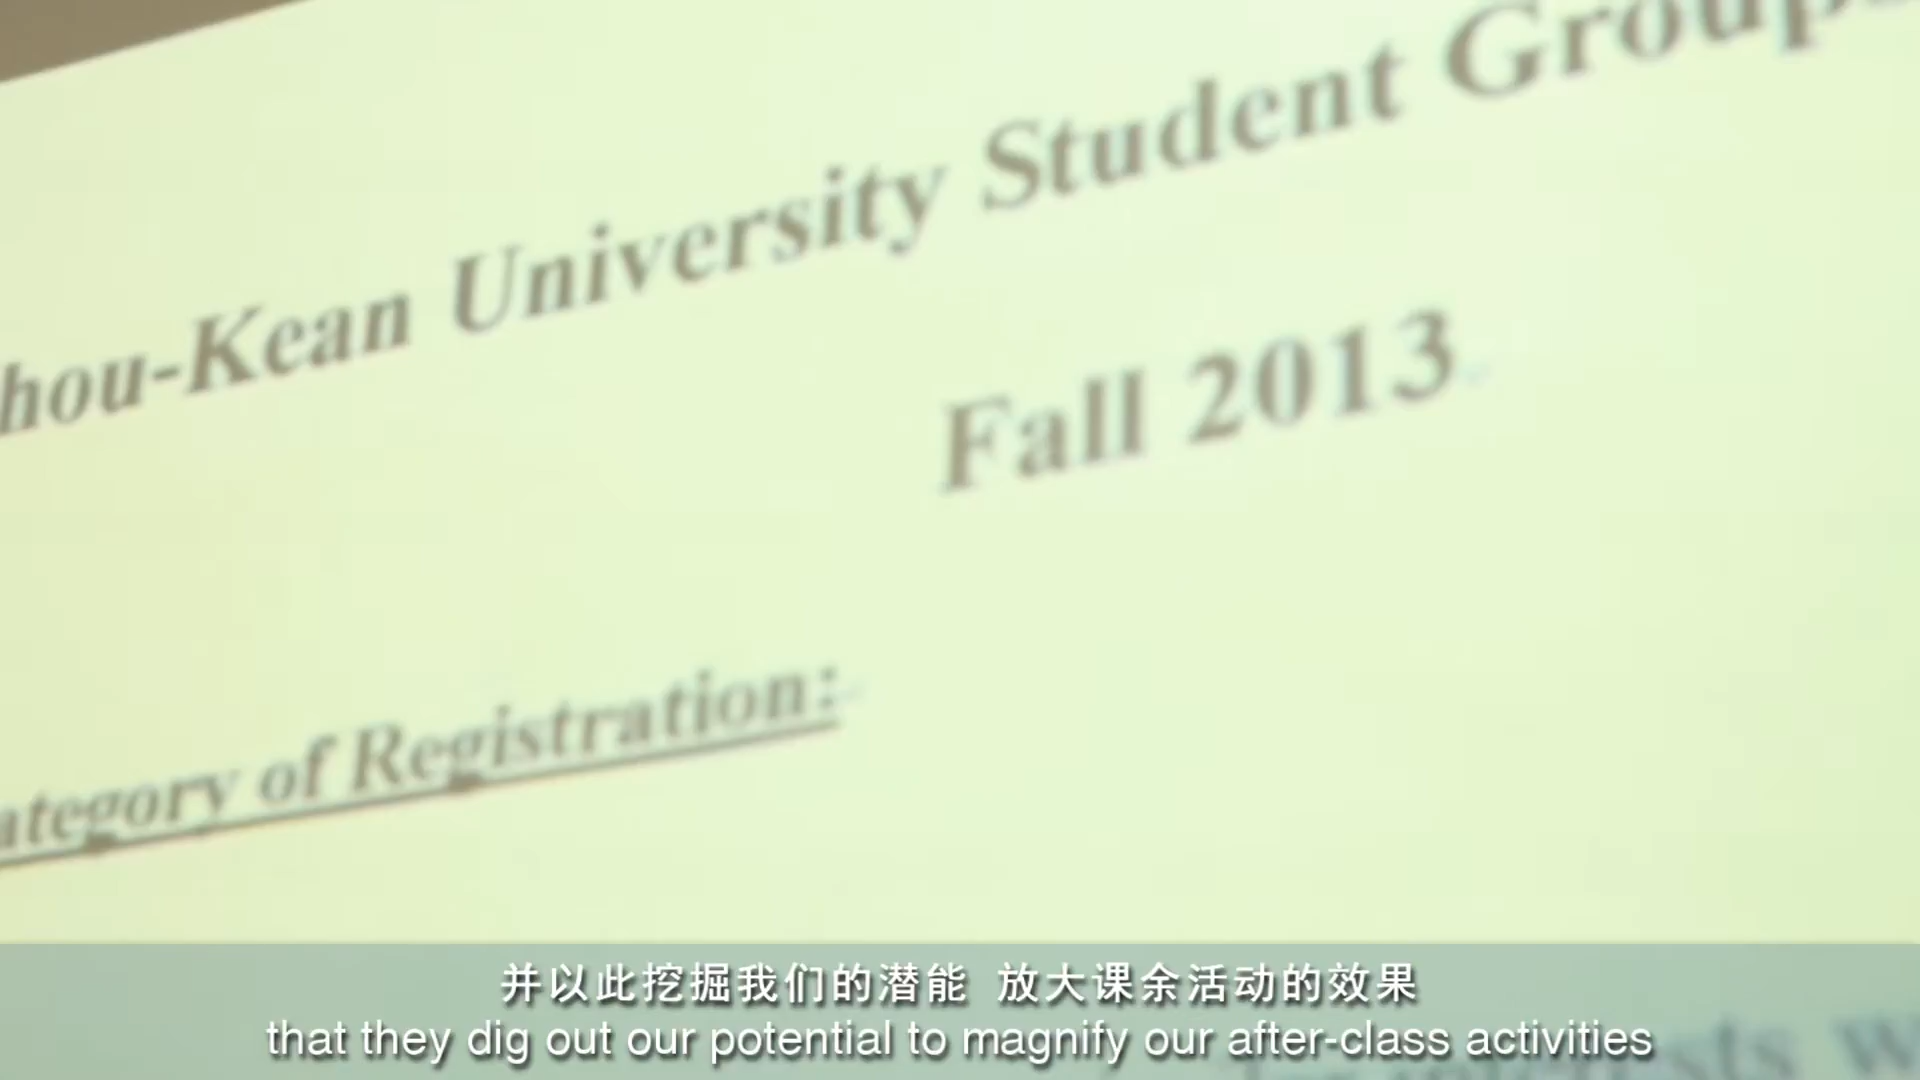 hou-Kean University Student Groups
Fall 2013
ategory of Registration:
并以此挖掘我们的潜能 放大课余活动的效果
that they dig out our potential to magnify our after-class activities